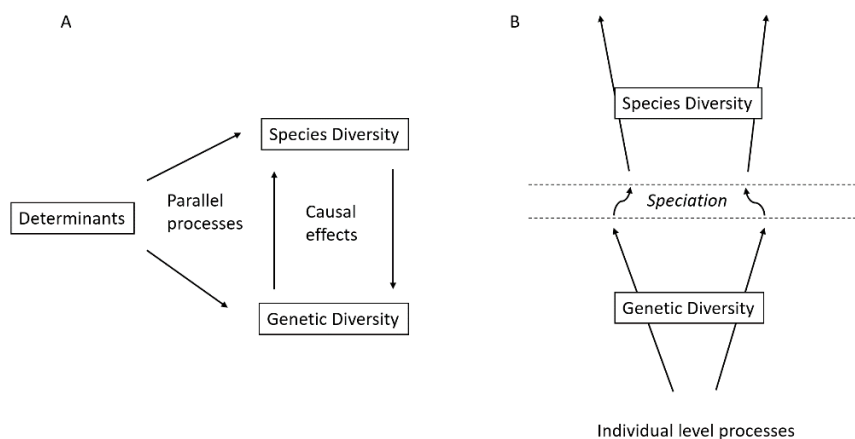 A
Species Diversity
Determinants
Parallel
processes
Causal
effects
Genetic Diversity
B
Species Diversity
Speciation
Genetic Diversity
Individual level processes